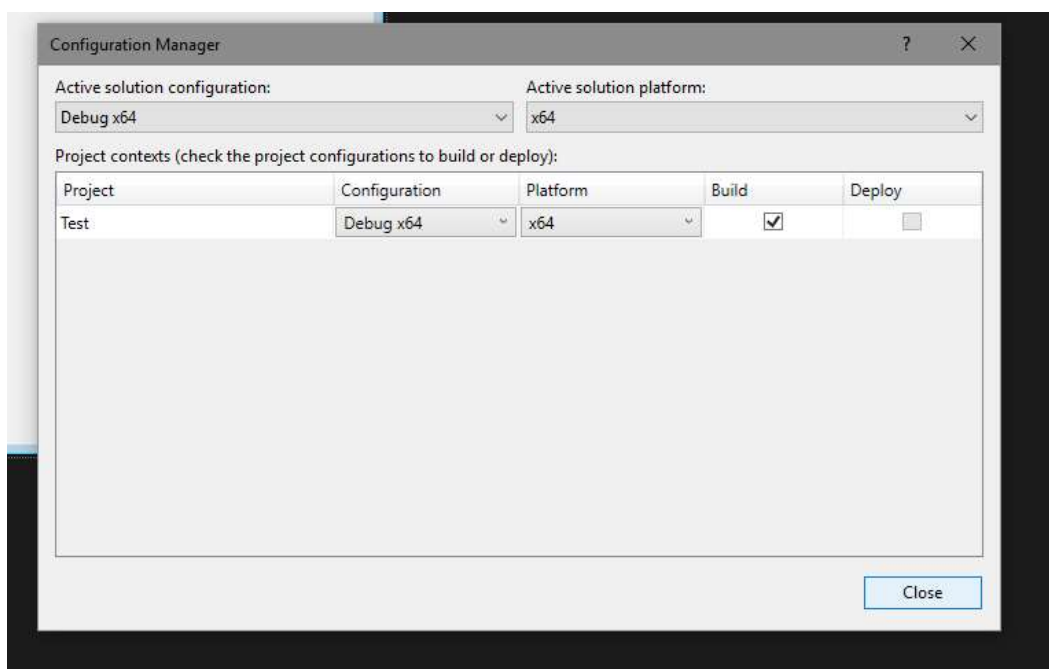 Configuration Manager ?
Active solution configuration: Active solution platform:
Debug x64 x64
Project contexts (check the project configurations to build or deploy):
Project Configuration Platform Build Deploy
Test Debug x64 x64
Close